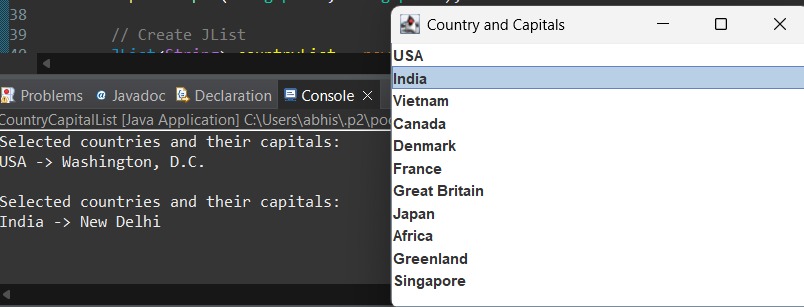 38
39 // Create JList
Problems Javadoc Declaration Console
CountryCapitalList [Java Application] C:\Users\abhis\.p2\poo
Selected countries and their capitals:
USA -> Washington, D.C.
Selected countries and their capitals:
India -> New Delhi
Country and Capitals
USA
India
Vietnam
Canada
Denmark
France
Great Britain
Japan
Africa
Greenland
Singapore